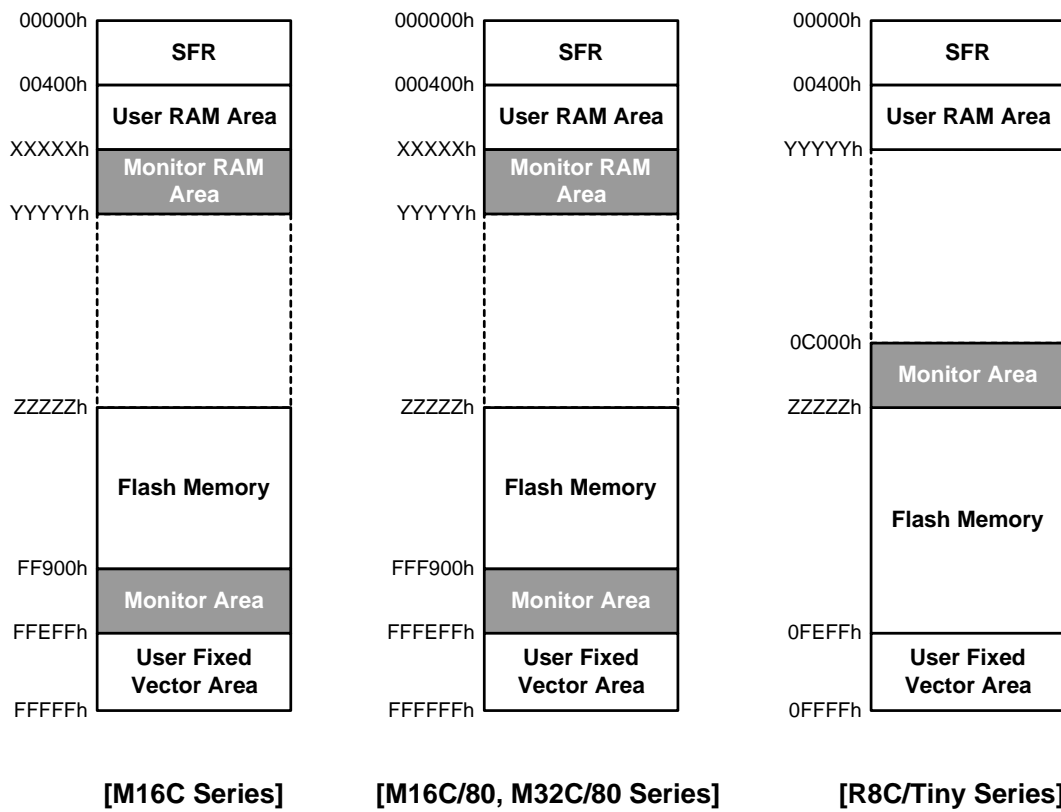 00000h
SFR
00400h
User RAM Area
XXXXXh
Monitor RAM
Area
YYYYYh
ZZZZZh
Flash Memory
FF900h
Monitor Area
FFEFFh
User Fixed
Vector Area
FFFFFh
[M16C Series]
000000h
SFR
000400h
User RAM Area
XXXXXh
Monitor RAM
Area
YYYYYh
ZZZZZh
Flash Memory
FFF900h
Monitor Area
FFFEFFh
User Fixed
Vector Area
FFFFFFh
[M16C/80, M32C/80 Series]
00000h
SFR
00400h
User RAM Area
YYYYYh
0C000h
Monitor Area
ZZZZZh
Flash Memory
0FEFFh
User Fixed
Vector Area
0FFFFh
[R8C/Tiny Series]